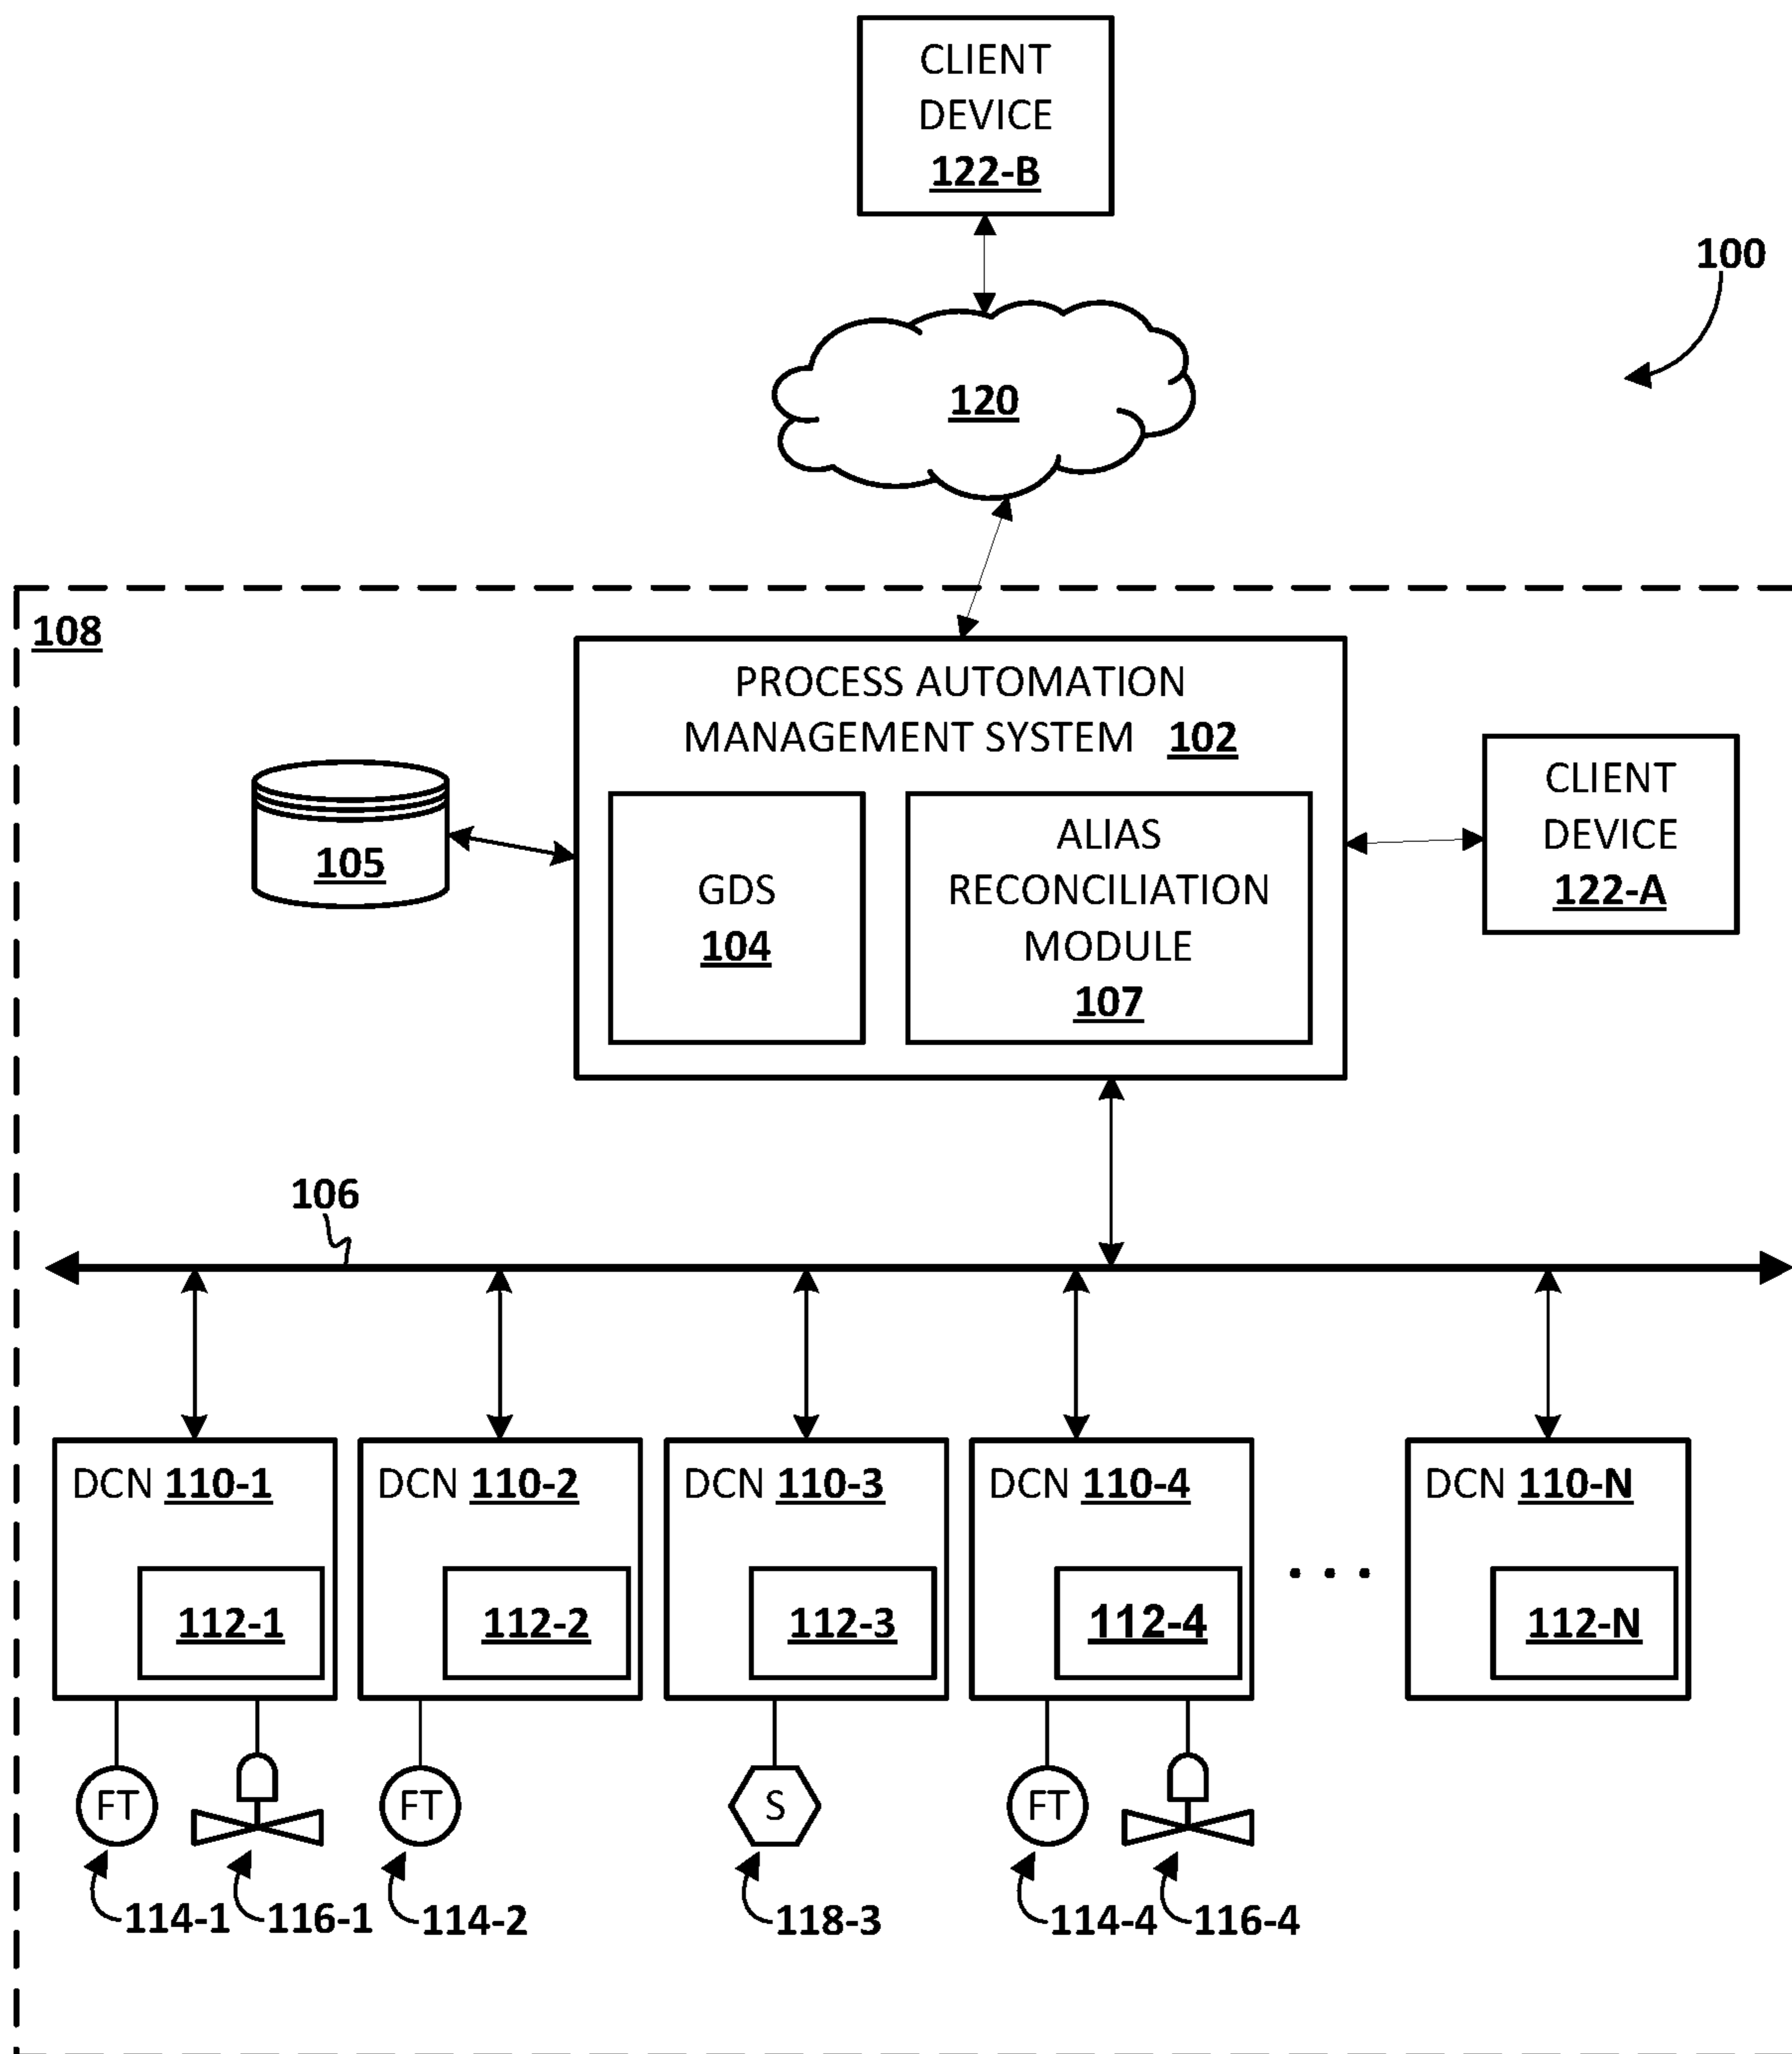 CLIENT
DEVICE
122-B
100
120
108
PROCESS AUTOMATION
MANAGEMENT SYSTEM 102
105
GDS
104
ALIAS
RECONCILIATION
MODULE
107
CLIENT
DEVICE
122-A
106
DCN 110-1
112-1
DCN 110-2
112-2
DCN 110-3
112-3
DCN 110-4
112-4
. . .
DCN 110-N
112-N
FT
FT
S
FT
114-1
116-1
114-2
118-3
114-4
116-4